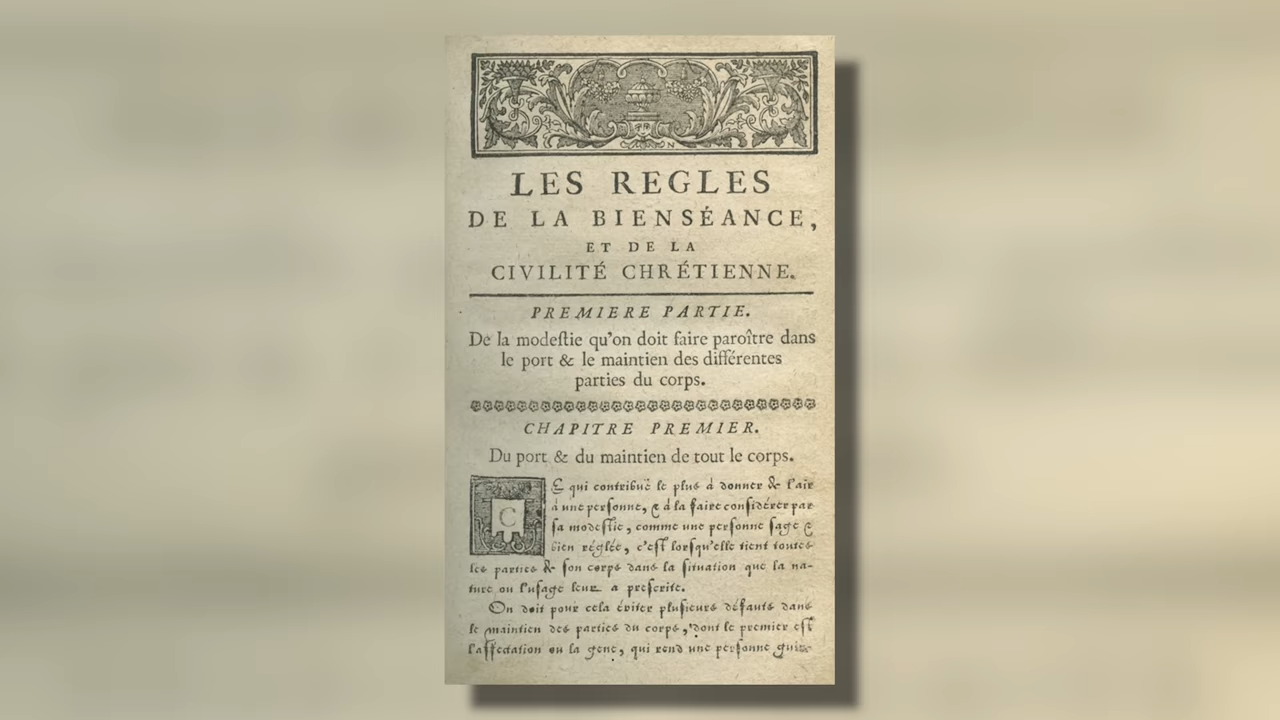 LES REGLES
DE LA BIENSÉANCE,
ET DE LA
CIVILITÉ CHRÉTIENNE.
PREMIERE PARTIE.
De la modeſtie qu'on doit faire paroître dans
le port & le maintien des différentes
parties du corps.
CHAPITRE PREMIER.
Du port & du maintien de tout le corps.
CE qui contribuë le plus à donner de l'air
à une perſonne, & à la faire conſidérer par
ſa modeſtie, comme une perſonne ſage &
bien réglée, c'eſt lorſqu'elle tient toutes
les parties de ſon corps dans la ſituation que la na-
ture ou l'uſage leur a preſcrite.
On doit pour cela éviter pluſieurs défauts dans
le maintien des parties du corps, dont le premier eſt
l'affectation ou la gene, qui rend une perſonne